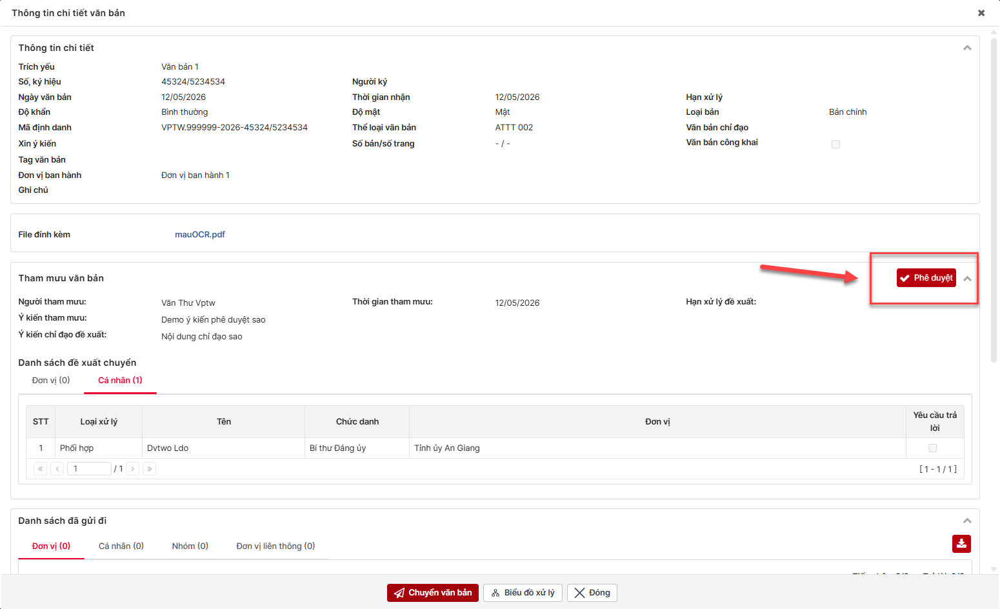 Thông tin chi tiết văn bản
Thông tin chi tiết
Trích yếu Văn bản 1
Số, ký hiệu 45324/5234534 Người ký
Ngày văn bản 12/05/2026 Thời gian nhận 12/05/2026 Hạn xử lý
Độ khẩn Bình thường Độ mật Mật Loại bản Bản chính
Mã định danh VPTW.999999-2026-45324/5234534 Thể loại văn bản ATTT 002 Văn bản chỉ đạo
Xin ý kiến Số bản/số trang - / - Văn bản công khai
Tag văn bản
Đơn vị ban hành Đơn vị ban hành 1
Ghi chú
File đính kèm mauOCR.pdf
Tham mưu văn bản Phê duyệt
Người tham mưu: Văn Thư Vptw Thời gian tham mưu: 12/05/2026 Hạn xử lý đề xuất:
Ý kiến tham mưu: Demo ý kiến phê duyệt sao
Ý kiến chỉ đạo đề xuất: Nội dung chỉ đạo sao
Danh sách đề xuất chuyển
Đơn vị (0) Cá nhân (1)
STT Loại xử lý Tên Chức danh Đơn vị Yêu cầu trả
lời
1 Phối hợp Dvtwo Ldo Bí thư Đảng ủy Tỉnh ủy An Giang
« ‹ 1 / 1 › » [ 1 - 1 / 1 ]
Danh sách đã gửi đi
Đơn vị (0) Cá nhân (0) Nhóm (0) Đơn vị liên thông (0)
Chuyển văn bản Biểu đồ xử lý Đóng